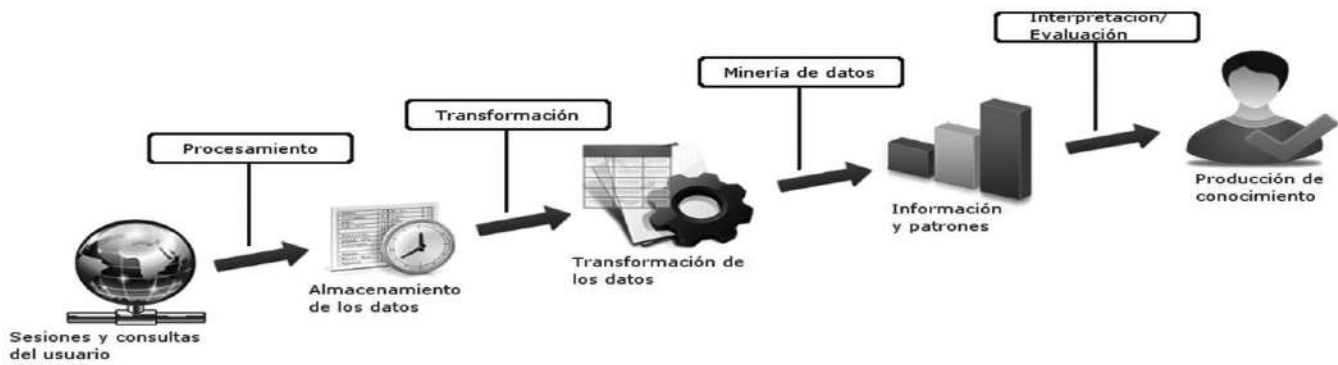 Interpretación/
Evaluación
Minería de datos
Transformación
Procesamiento
Producción de
conocimiento
Información
y patrones
Transformación de
los datos
Almacenamiento
de los datos
Sesiones y consultas
del usuario